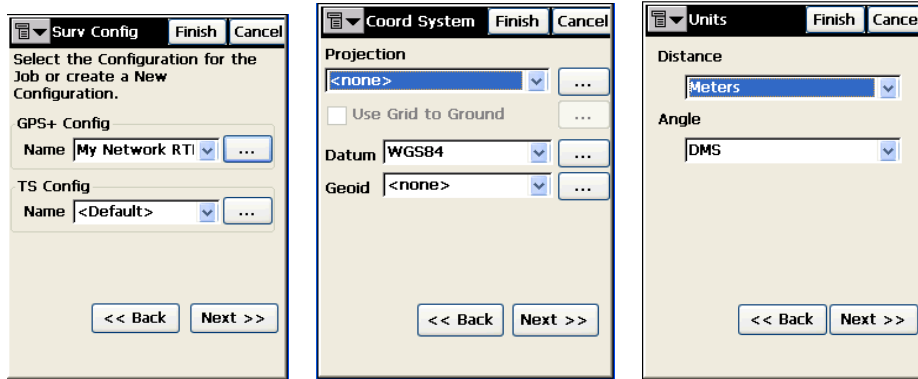 Surv Config Finish Cancel
Select the Configuration for the
Job or create a New
Configuration.
GPS+ Config
Name My Network RTI ...
TS Config
Name <Default> ...
<< Back Next >>
Coord System Finish Cancel
Projection
<none> ...
Use Grid to Ground ...
Datum WGS84 ...
Geoid <none> ...
<< Back Next >>
Units Finish Cance
Distance
Meters
Angle
DMS
<< Back Next >>